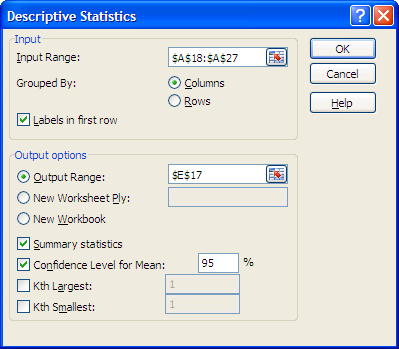 Descriptive Statistics
Input
Input Range: $A$18:$A$27
Grouped By: Columns
Rows
Labels in first row
OK
Cancel
Help
Output options
Output Range: $E$17
New Worksheet Ply:
New Workbook
Summary statistics
Confidence Level for Mean: 95 %
Kth Largest: 1
Kth Smallest: 1